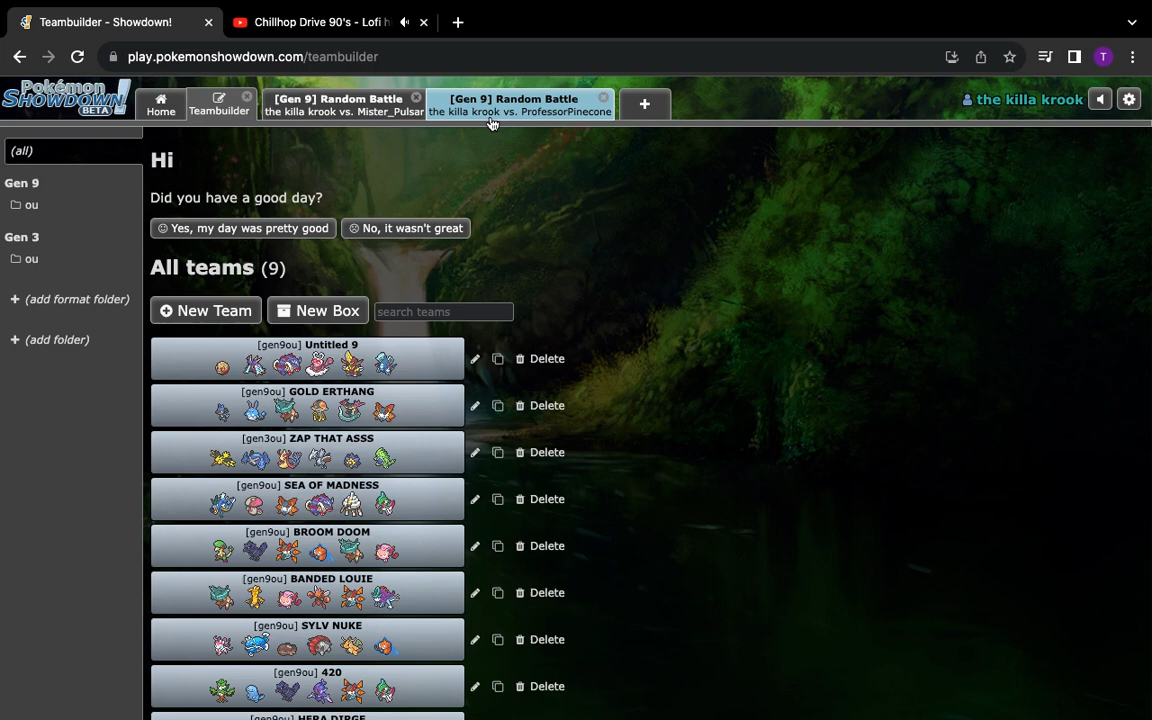 Teambuilder - Showdown!
Chillhop Drive 90's - Lofi h
play.pokemonshowdown.com/teambuilder
T
Pokémon
SHOWDOWN!
BETA
Home
Teambuilder
[Gen 9] Random Battle
the killa krook vs. Mister_Pulsar
[Gen 9] Random Battle
the killa krook vs. ProfessorPinecone
the killa krook
(all)
Gen 9
ou
Gen 3
ou
(add format folder)
(add folder)
Hi
Did you have a good day?
Yes, my day was pretty good
No, it wasn't great
All teams (9)
New Team
New Box
search teams
[gen9ou] Untitled 9
Delete
[gen9ou] GOLD ERTHANG
Delete
[gen3ou] ZAP THAT ASSS
Delete
[gen9ou] SEA OF MADNESS
Delete
[gen9ou] BROOM DOOM
Delete
[gen9ou] BANDED LOUIE
Delete
[gen9ou] SYLV NUKE
Delete
[gen9ou] 420
Delete
[gen9ou] HERA DIRGE